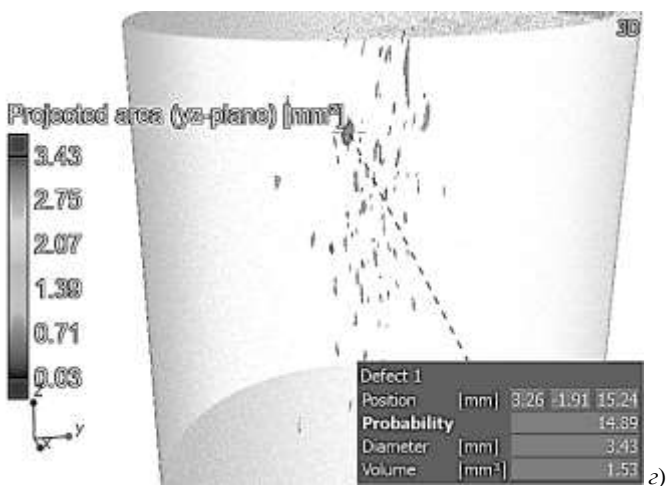 3D
Projected area (yz-plane) [mm²]
3.43
2.75
2.07
1.39
0.71
0.03
z
y
x
Defect 1
Position [mm] 3.26 -1.91 15.24
Probability 14.89
Diameter [mm] 3.43
Volume [mm³] 1.53
г)